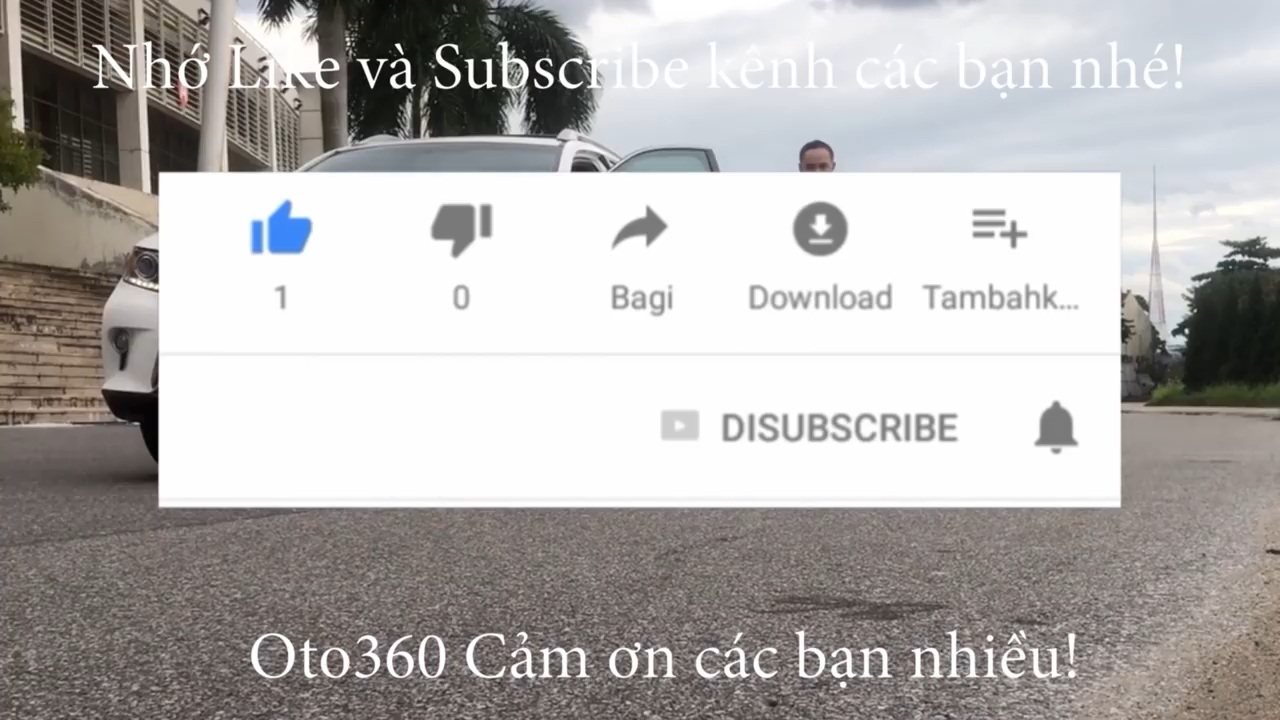 Nhớ Like và Subscribe kênh các bạn nhé!
1 0 Bagi Download Tambahk...
DISUBSCRIBE
Oto360 Cảm ơn các bạn nhiều!